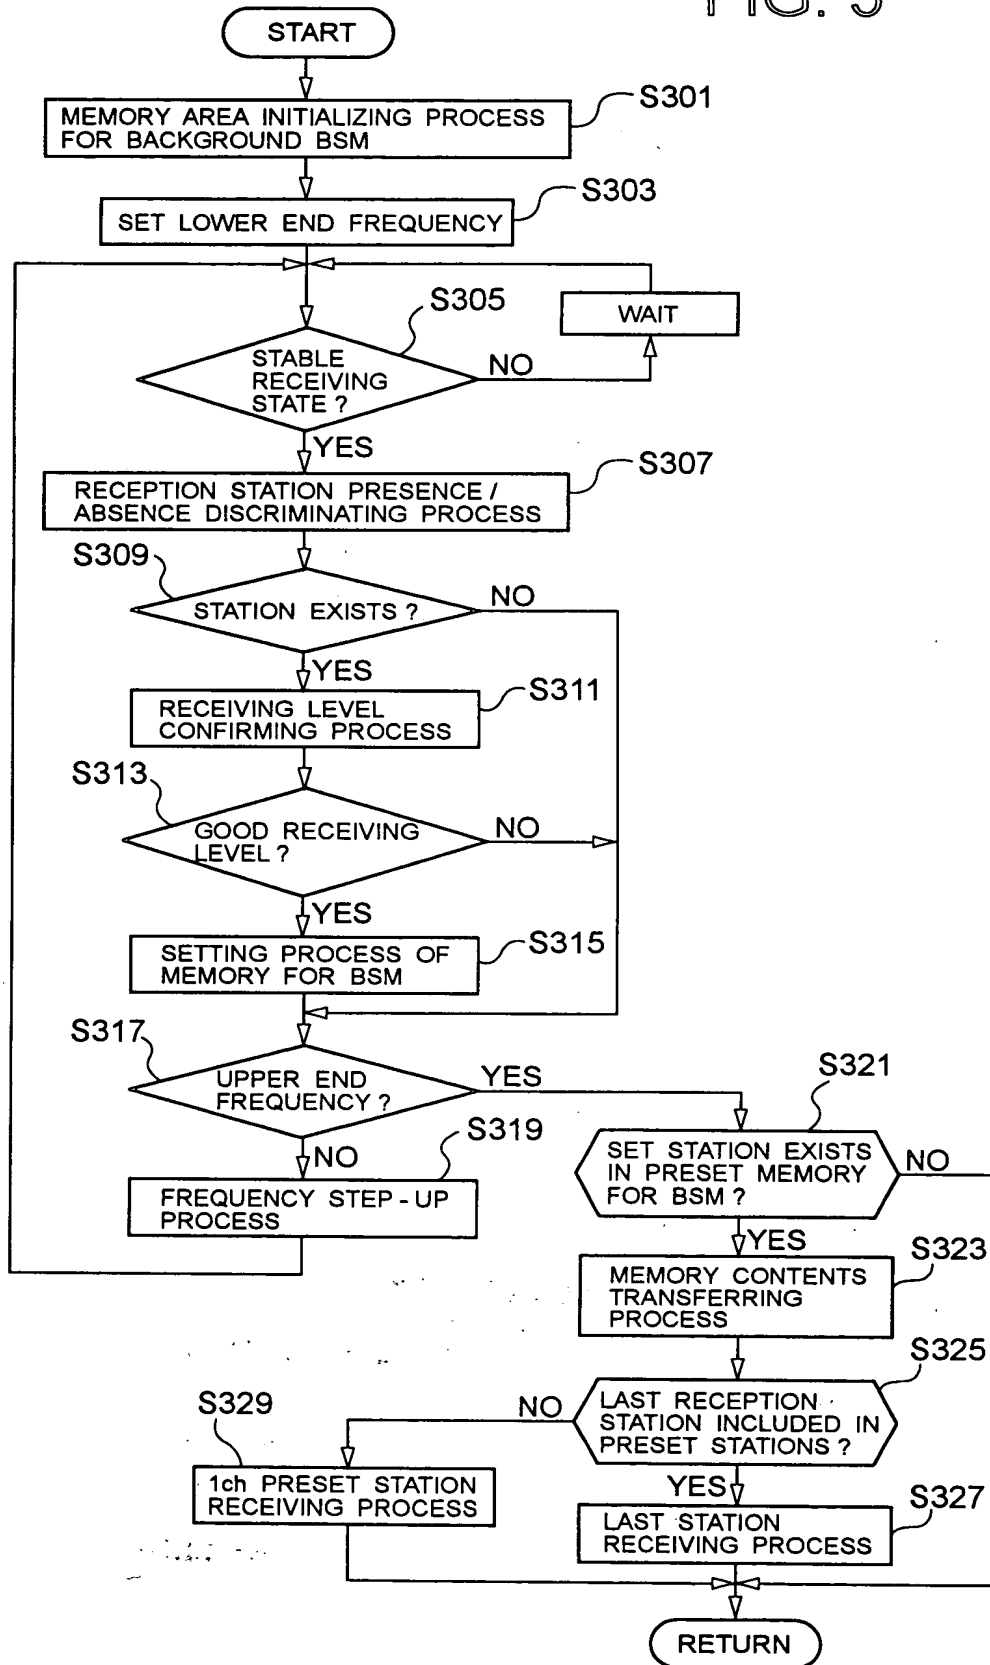 START
S301
MEMORY AREA INITIALIZING PROCESS
FOR BACKGROUND BSM
S303
SET LOWER END FREQUENCY
S305
WAIT
STABLE
RECEIVING
STATE ?
NO
YES
S307
RECEPTION STATION PRESENCE /
ABSENCE DISCRIMINATING PROCESS
S309
STATION EXISTS ?
NO
YES
S311
RECEIVING LEVEL
CONFIRMING PROCESS
S313
GOOD RECEIVING
LEVEL ?
NO
YES
S315
SETTING PROCESS OF
MEMORY FOR BSM
S317
UPPER END
FREQUENCY ?
YES
NO
S319
FREQUENCY STEP - UP
PROCESS
S321
SET STATION EXISTS
IN PRESET MEMORY
FOR BSM ?
NO
YES
S323
MEMORY CONTENTS
TRANSFERRING
PROCESS
S325
LAST RECEPTION
STATION INCLUDED IN
PRESET STATIONS ?
NO
YES
S329
1ch PRESET STATION
RECEIVING PROCESS
S327
LAST STATION
RECEIVING PROCESS
RETURN